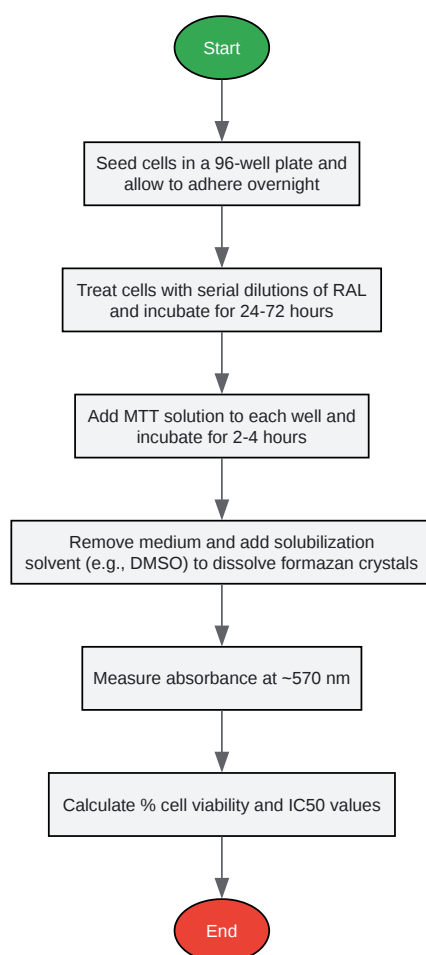 Start
Seed cells in a 96-well plate and
allow to adhere overnight
Treat cells with serial dilutions of RAL
and incubate for 24-72 hours
Add MTT solution to each well and
incubate for 2-4 hours
Remove medium and add solubilization
solvent (e.g., DMSO) to dissolve formazan crystals
Measure absorbance at ~570 nm
Calculate % cell viability and IC50 values
End